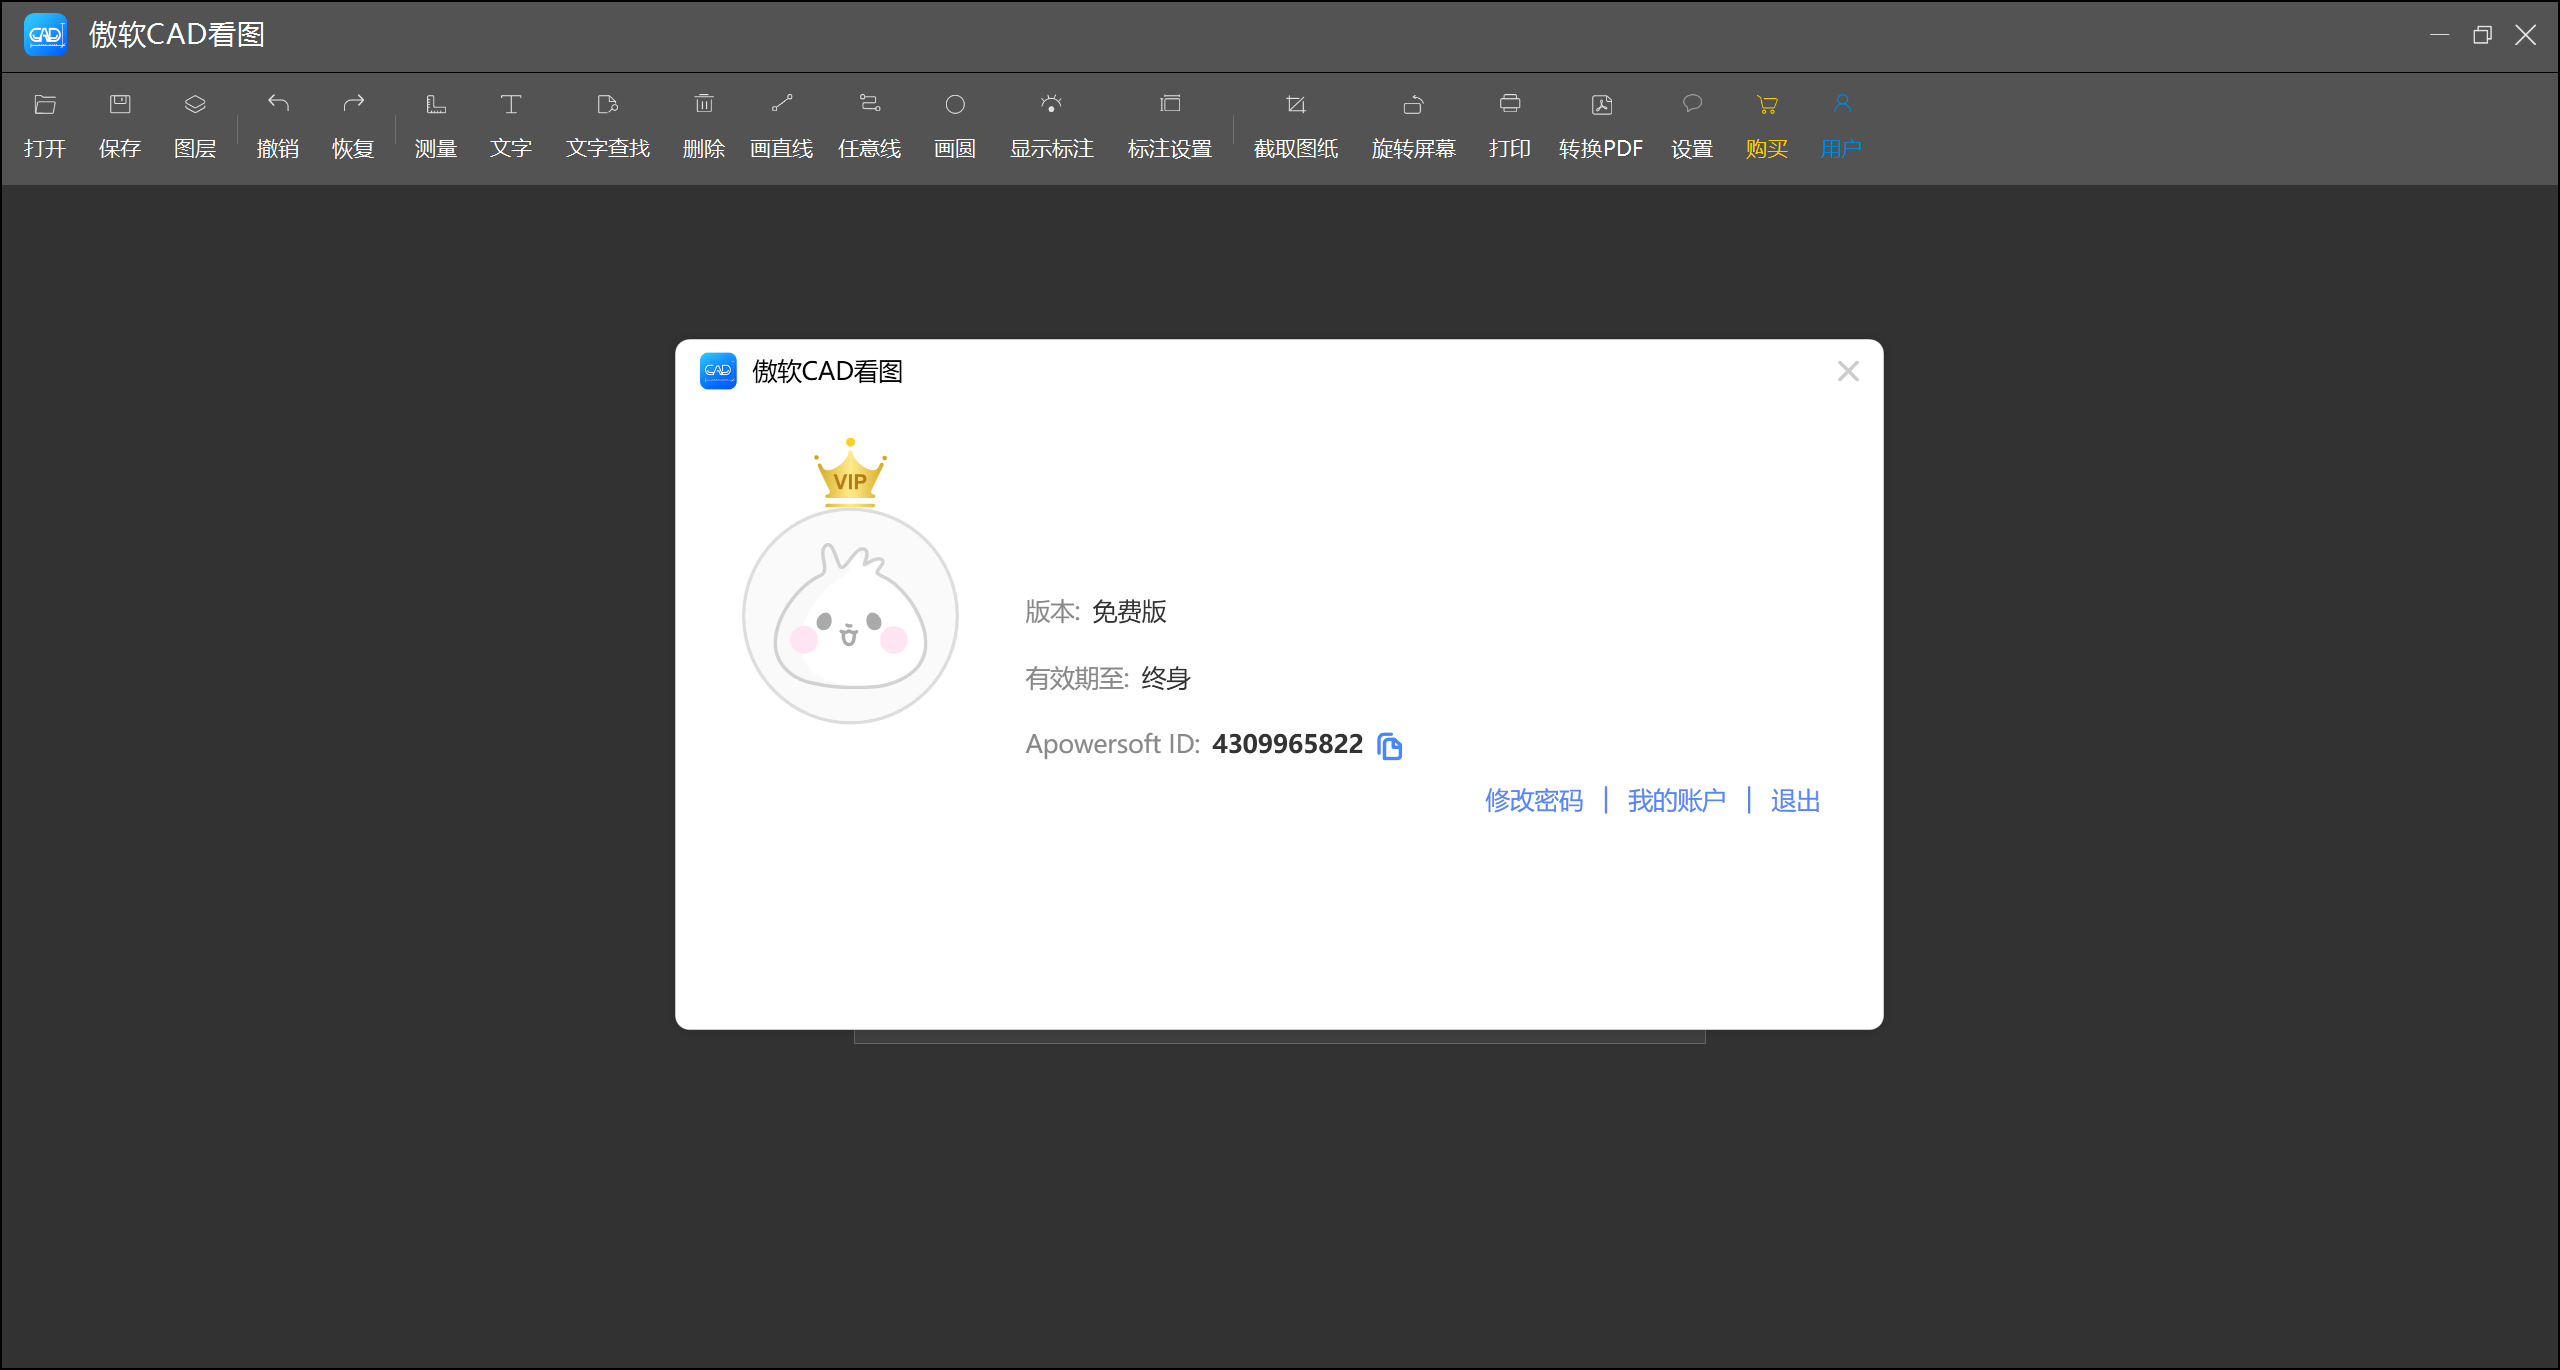 CAD 傲软CAD看图
打开 保存 图层 撤销 恢复 测量 文字 文字查找 删除 画直线 任意线 画圆 显示标注 标注设置 截取图纸 旋转屏幕 打印 转换PDF 设置 购买 用户
CAD 傲软CAD看图
VIP
版本: 免费版
有效期至: 终身
Apowersoft ID: 4309965822
修改密码 | 我的账户 | 退出